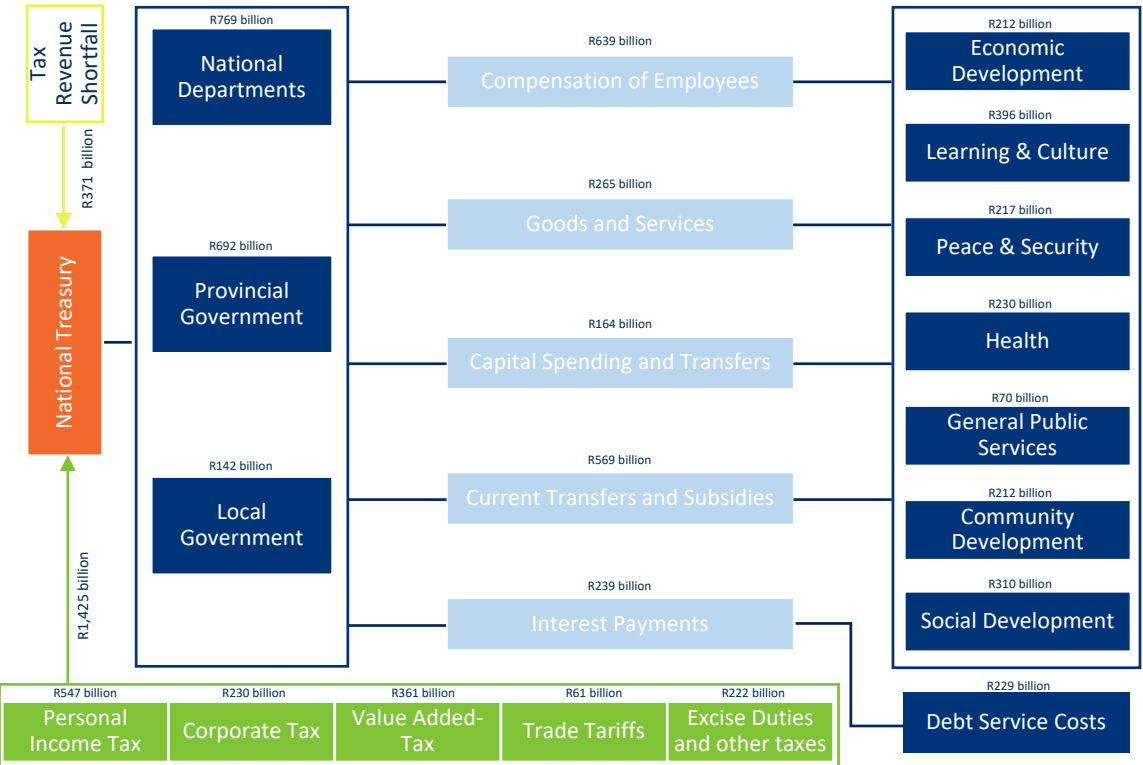 Tax
Revenue
Shortfall
R371 billion
National Treasury
R1,425 billion
R769 billion
National
Departments
R692 billion
Provincial
Government
R142 billion
Local
Government
R639 billion
Compensation of Employees
R265 billion
Goods and Services
R164 billion
Capital Spending and Transfers
R569 billion
Current Transfers and Subsidies
R239 billion
Interest Payments
R212 billion
Economic
Development
R396 billion
Learning & Culture
R217 billion
Peace & Security
R230 billion
Health
R70 billion
General Public
Services
R212 billion
Community
Development
R310 billion
Social Development
R229 billion
Debt Service Costs
R547 billion
Personal
Income Tax
R230 billion
Corporate Tax
R361 billion
Value Added-
Tax
R61 billion
Trade Tariffs
R222 billion
Excise Duties
and other taxes